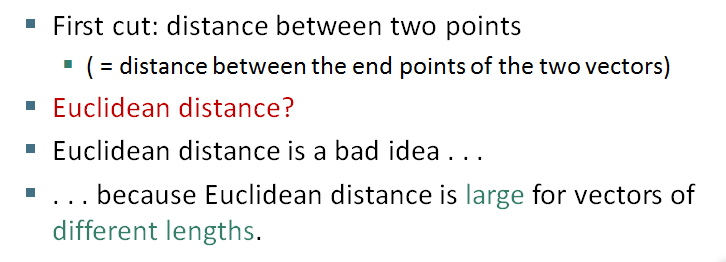 First cut: distance between two points
( = distance between the end points of the two vectors)
Euclidean distance?
Euclidean distance is a bad idea . . .
. . . because Euclidean distance is large for vectors of
different lengths.